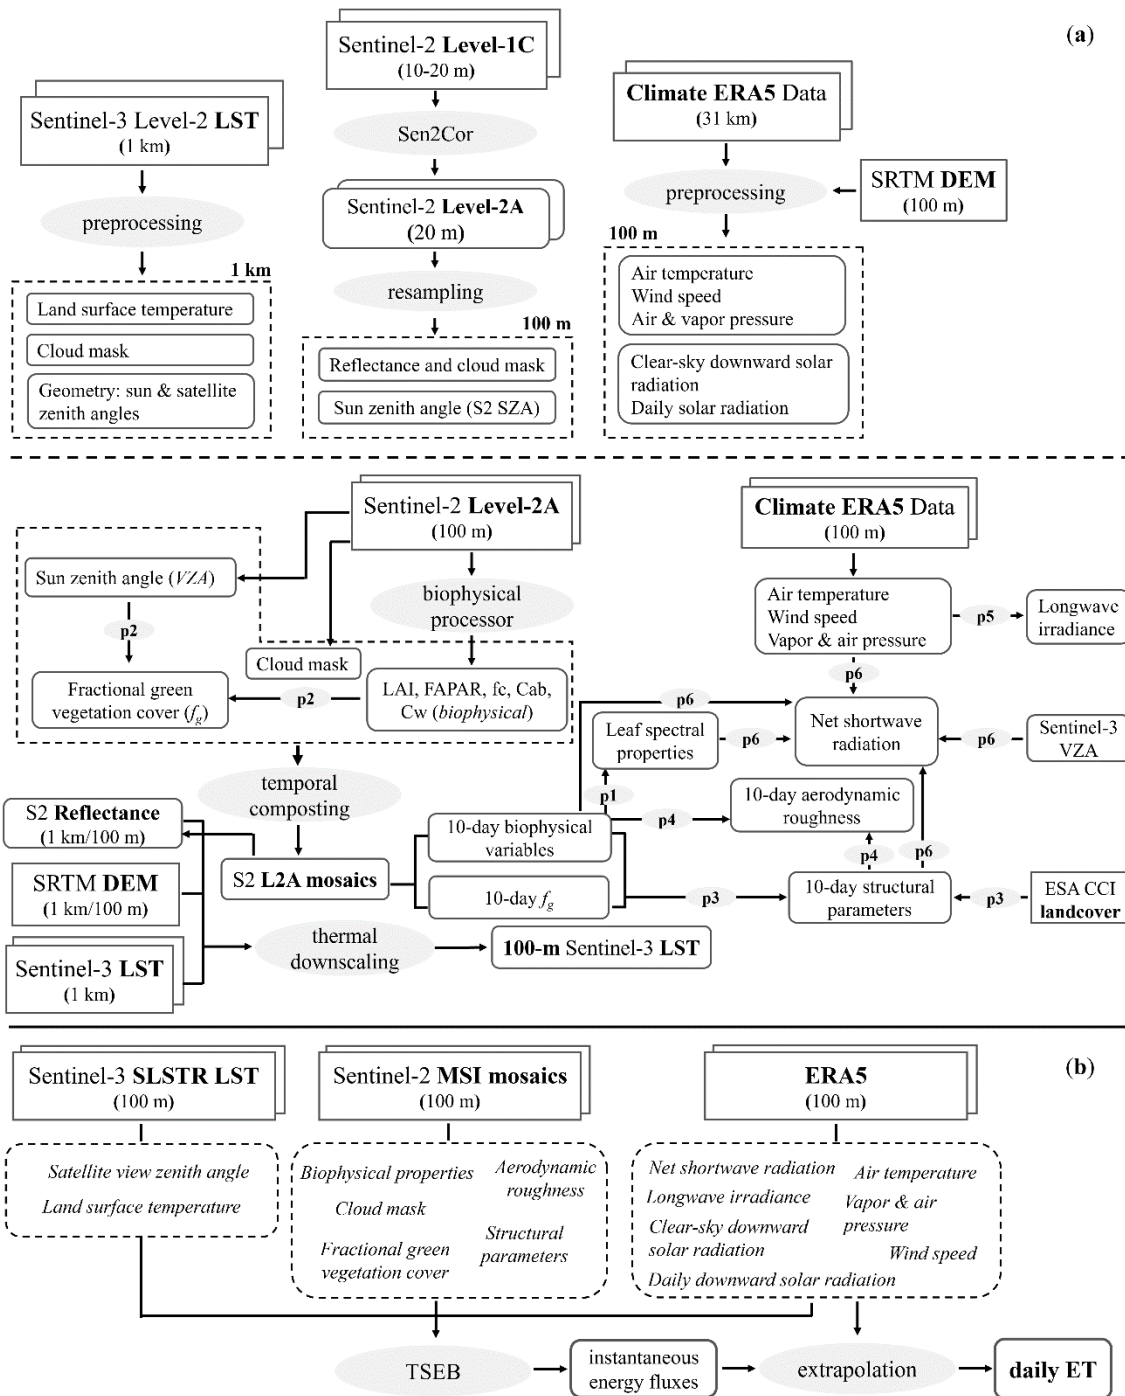 (a)
Sentinel-2 Level-1C
(10-20 m)
Sen2Cor
Sentinel-2 Level-2A
(20 m)
resampling
100 m
Reflectance and cloud mask
Sun zenith angle (S2 SZA)
Sentinel-3 Level-2 LST
(1 km)
preprocessing
1 km
Land surface temperature
Cloud mask
Geometry: sun & satellite
zenith angles
Climate ERA5 Data
(31 km)
preprocessing
SRTM DEM
(100 m)
100 m
Air temperature
Wind speed
Air & vapor pressure
Clear-sky downward solar
radiation
Daily solar radiation
Sentinel-2 Level-2A
(100 m)
Sun zenith angle (VZA)
p2
biophysical
processor
Cloud mask
Fractional green
vegetation cover (fg)
p2
LAI, FAPAR, fc, Cab,
Cw (biophysical)
temporal
composting
S2 Reflectance
(1 km/100 m)
S2 L2A mosaics
SRTM DEM
(1 km/100 m)
Sentinel-3 LST
(1 km)
thermal
downscaling
100-m Sentinel-3 LST
10-day biophysical
variables
10-day fg
Climate ERA5 Data
(100 m)
Air temperature
Wind speed
Vapor & air pressure
p5
Longwave
irradiance
p6
p6
Leaf spectral
properties
p6
Net shortwave
radiation
p6
Sentinel-3
VZA
p1
p4
10-day aerodynamic
roughness
p4
p6
p3
10-day structural
parameters
p3
ESA CCI
landcover
(b)
Sentinel-3 SLSTR LST
(100 m)
Satellite view zenith angle
Land surface temperature
Sentinel-2 MSI mosaics
(100 m)
Biophysical properties
Aerodynamic
roughness
Cloud mask
Structural
parameters
Fractional green
vegetation cover
ERA5
(100 m)
Net shortwave radiation
Air temperature
Longwave irradiance
Vapor & air
pressure
Clear-sky downward
solar radiation
Wind speed
Daily downward solar radiation
TSEB
instantaneous
energy fluxes
extrapolation
daily ET